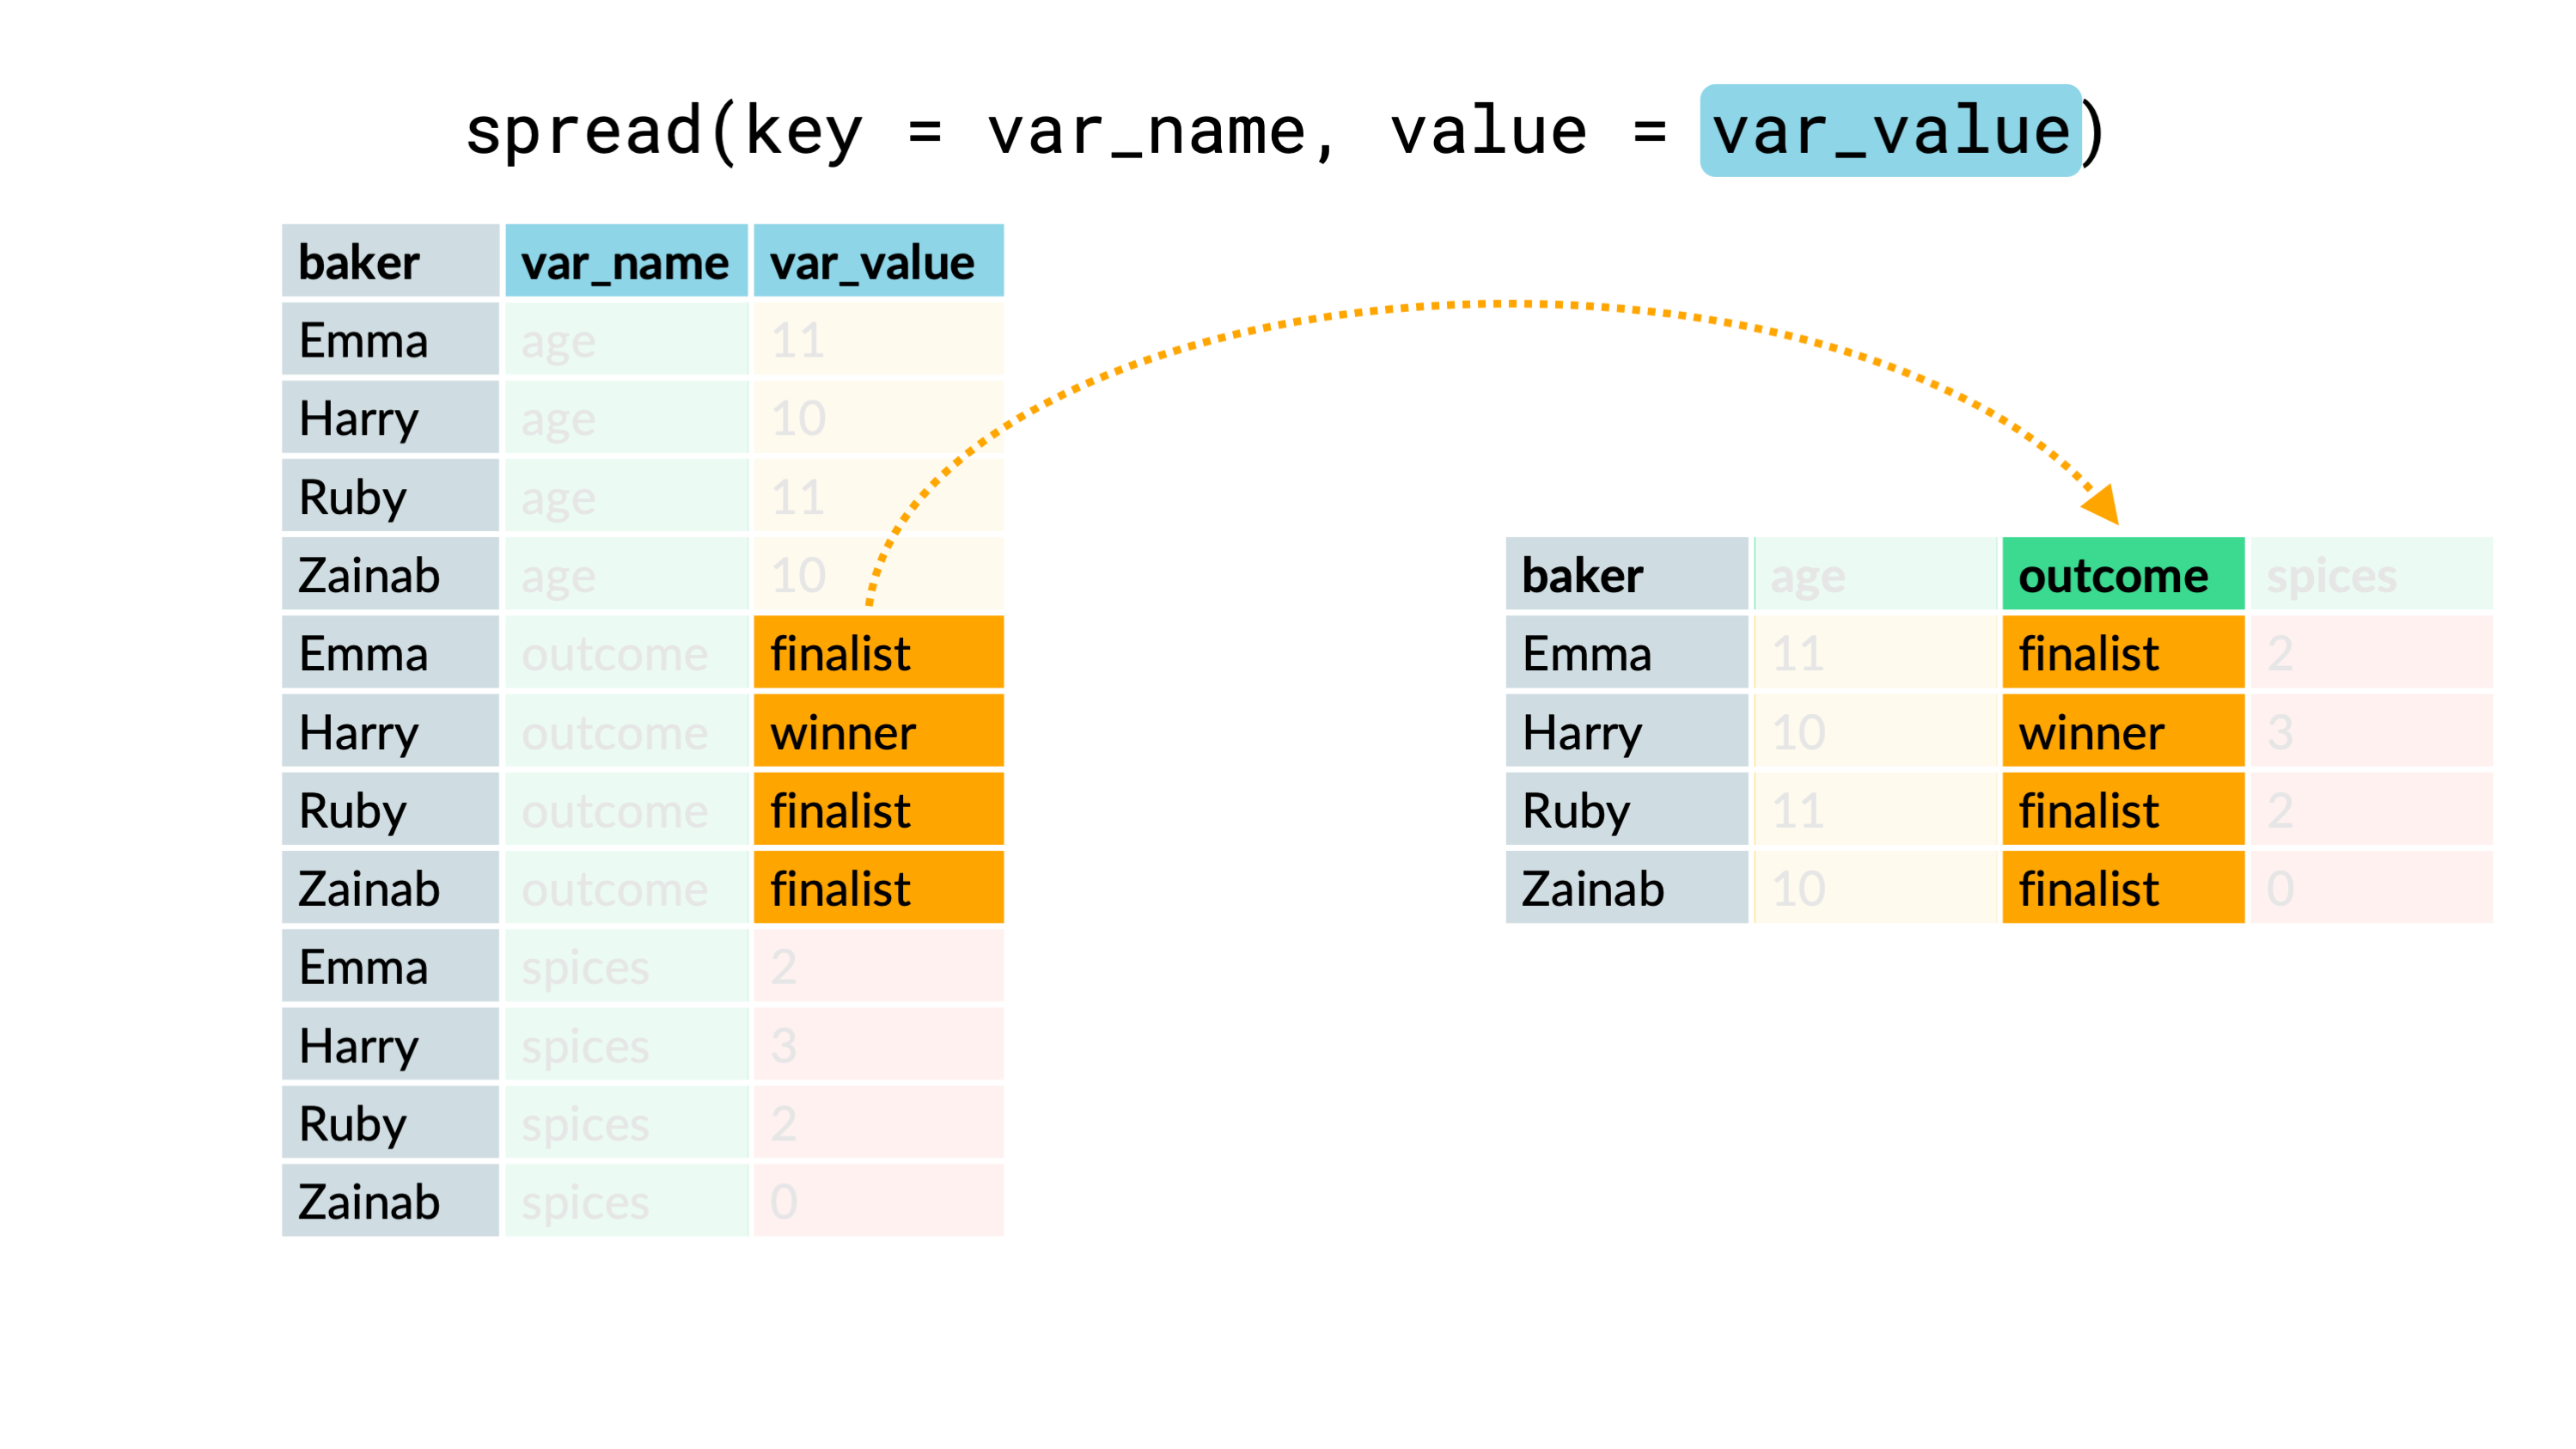 spread(key = var_name, value = var_value)
baker var_name var_value
Emma age 11
Harry age 10
Ruby age 11
Zainab age 10
Emma outcome finalist
Harry outcome winner
Ruby outcome finalist
Zainab outcome finalist
Emma spices 2
Harry spices 3
Ruby spices 2
Zainab spices 0
baker age outcome spices
Emma 11 finalist 2
Harry 10 winner 3
Ruby 11 finalist 2
Zainab 10 finalist 0